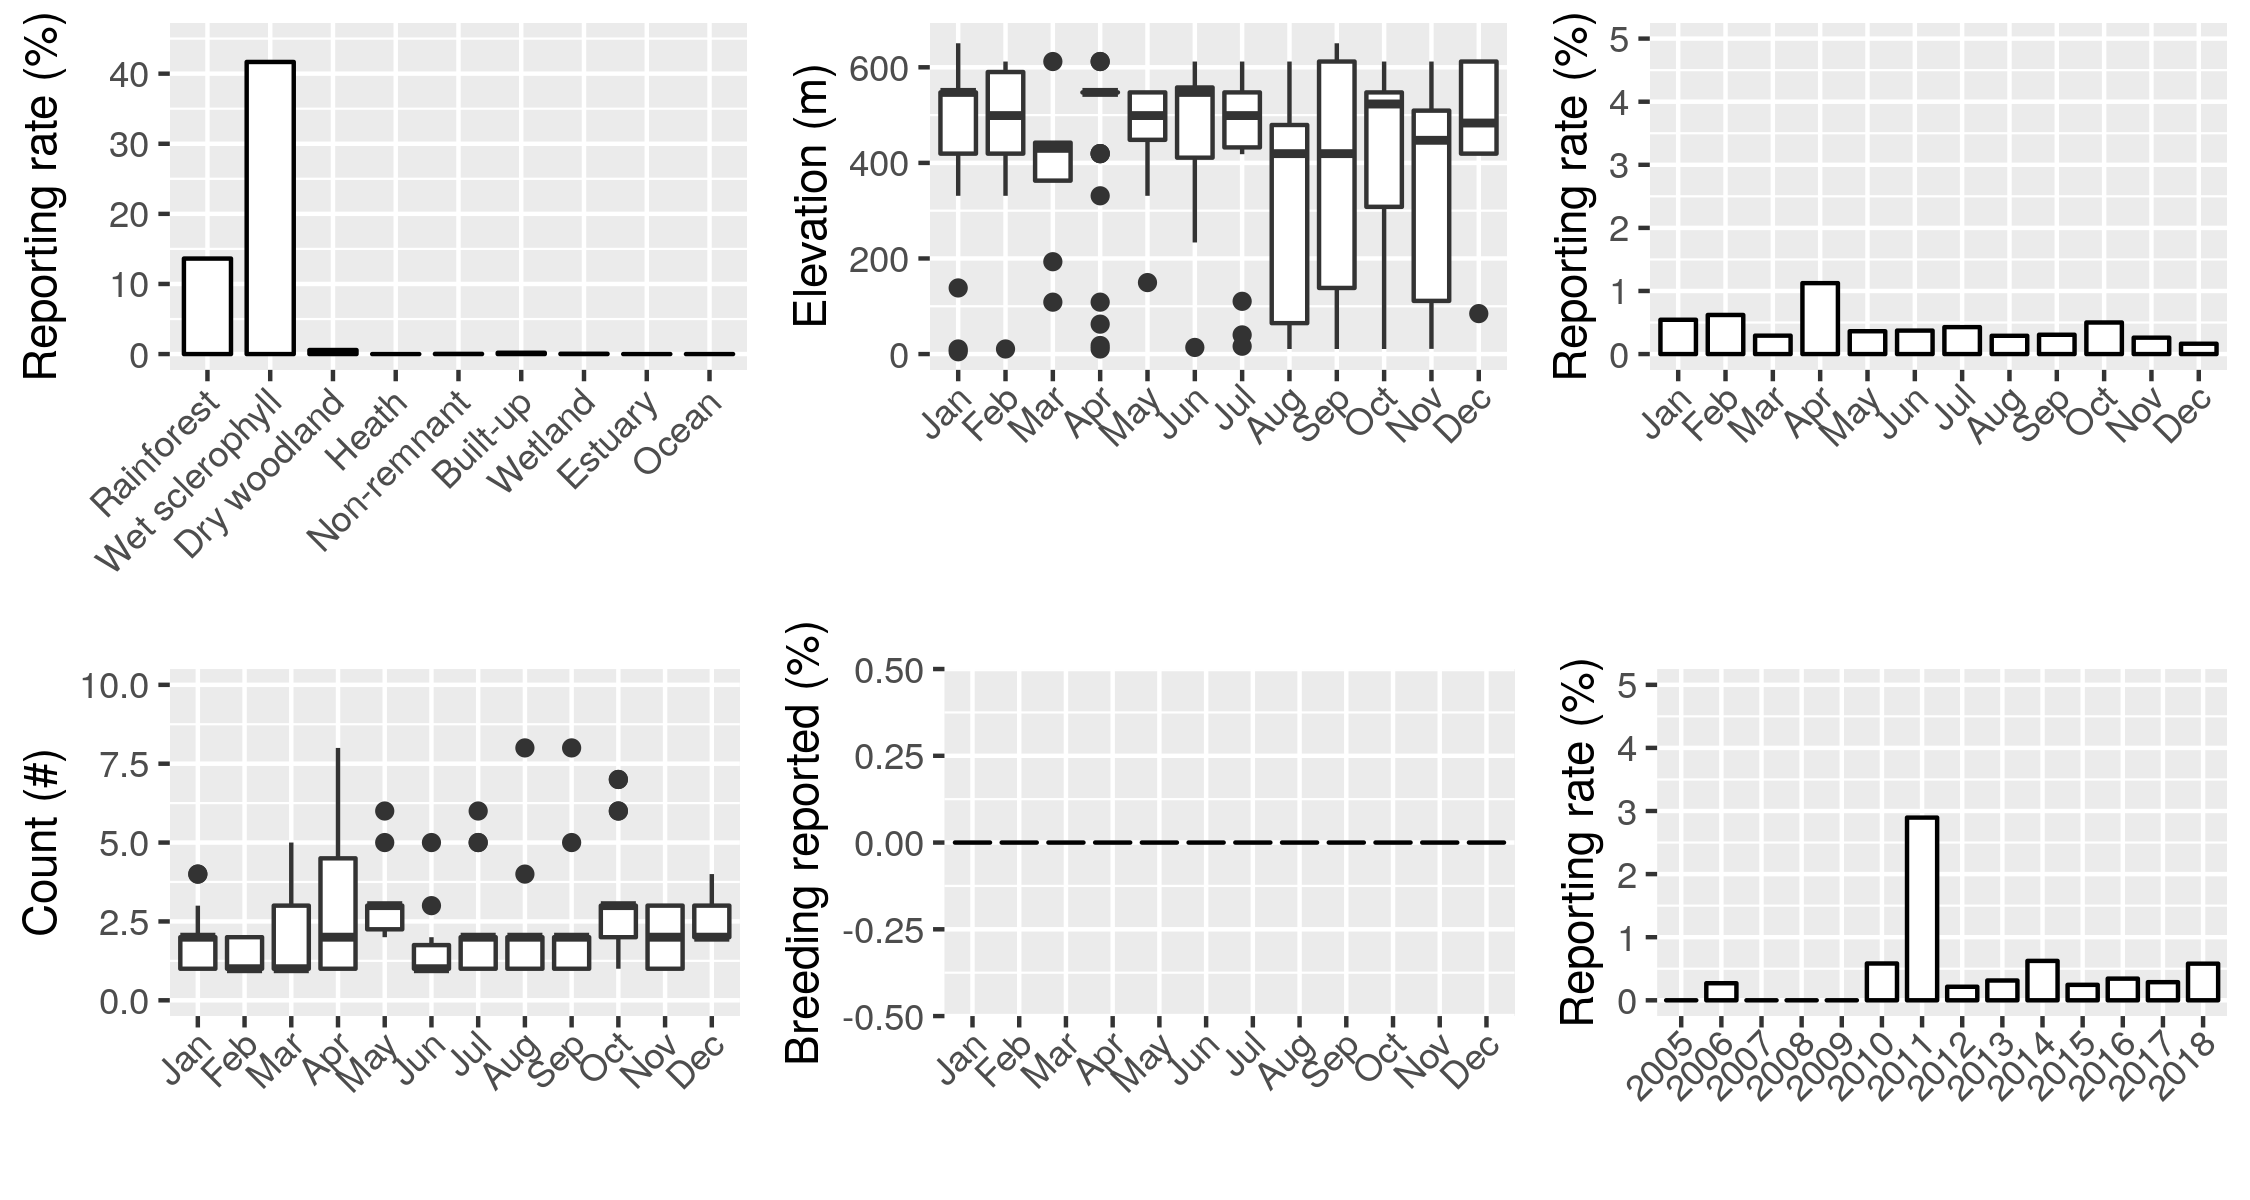 Reporting rate (%)
40
30
20
10
0
Rainforest
Wet sclerophyll
Dry woodland
Heath
Non-remnant
Built-up
Wetland
Estuary
Ocean
Elevation (m)
600
400
200
0
Jan
Feb
Mar
Apr
May
Jun
Jul
Aug
Sep
Oct
Nov
Dec
Reporting rate (%)
5
4
3
2
1
0
Jan
Feb
Mar
Apr
May
Jun
Jul
Aug
Sep
Oct
Nov
Dec
Count (#)
10.0
7.5
5.0
2.5
0.0
Jan
Feb
Mar
Apr
May
Jun
Jul
Aug
Sep
Oct
Nov
Dec
Breeding reported (%)
0.50
0.25
0.00
-0.25
-0.50
Jan
Feb
Mar
Apr
May
Jun
Jul
Aug
Sep
Oct
Nov
Dec
Reporting rate (%)
5
4
3
2
1
0
2005
2006
2007
2008
2009
2010
2011
2012
2013
2014
2015
2016
2017
2018